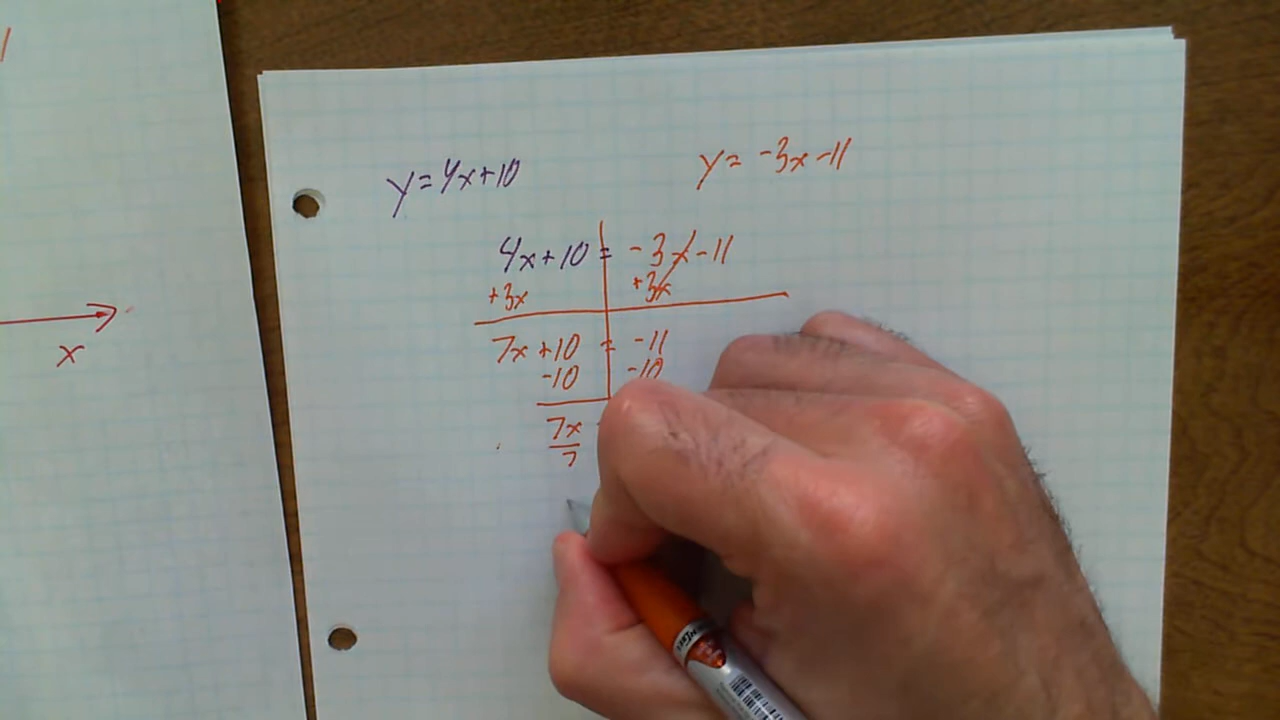 y=4x+10
y= -3x-11
4x+10 = -3x-11
+3x +3x
7x+10 = -11
-10 -10
7x
7
x